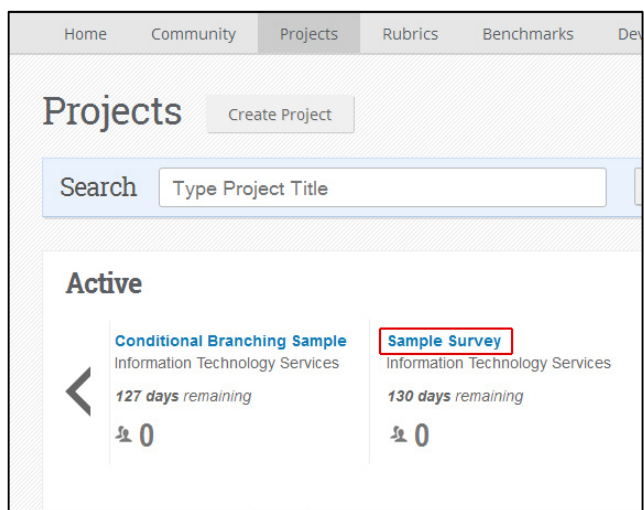 Home Community Projects Rubrics Benchmarks
Projects Create Project
Search Type Project Title
Active
Conditional Branching Sample Sample Survey
Information Technology Services Information Technology Services
127 days remaining 130 days remaining
0 0